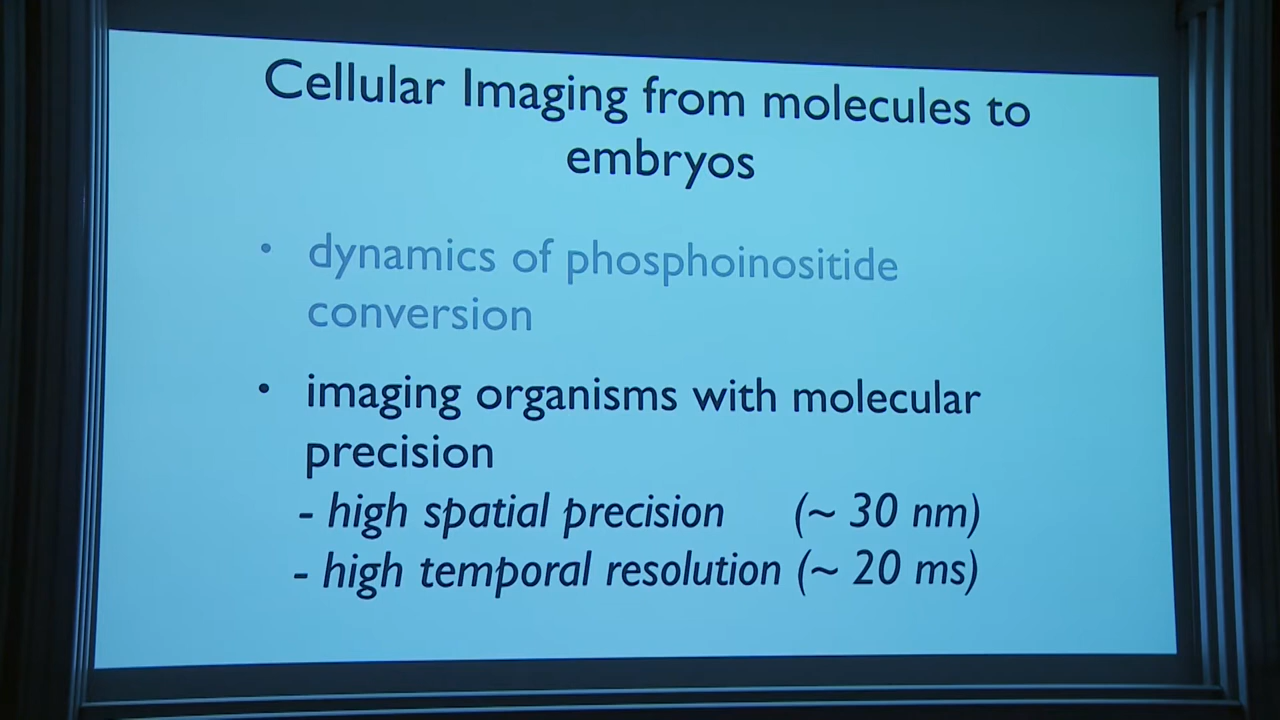 Cellular Imaging from molecules to
embryos
• dynamics of phosphoinositide
conversion
• imaging organisms with molecular
precision
- high spatial precision (~ 30 nm)
- high temporal resolution (~ 20 ms)